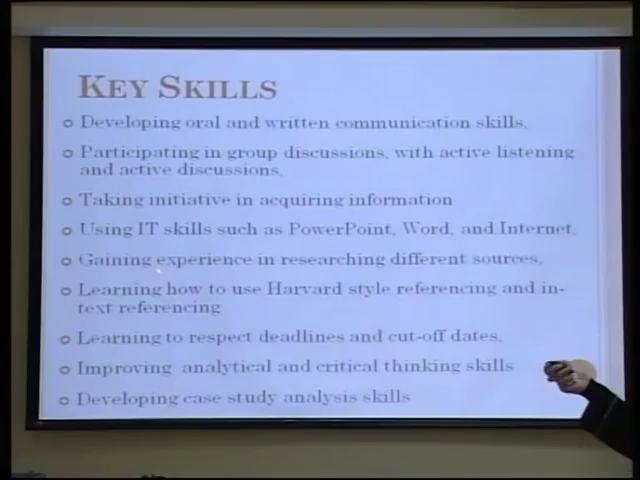 KEY SKILLS
Developing oral and written communication skills,
Participating in group discussions, with active listening
and active discussions,
Taking initiative in acquiring information
Using IT skills such as PowerPoint, Word, and Internet,
Gaining experience in researching different sources,
Learning how to use Harvard style referencing and in-
text referencing
Learning to respect deadlines and cut-off dates,
Improving analytical and critical thinking skills
Developing case study analysis skills